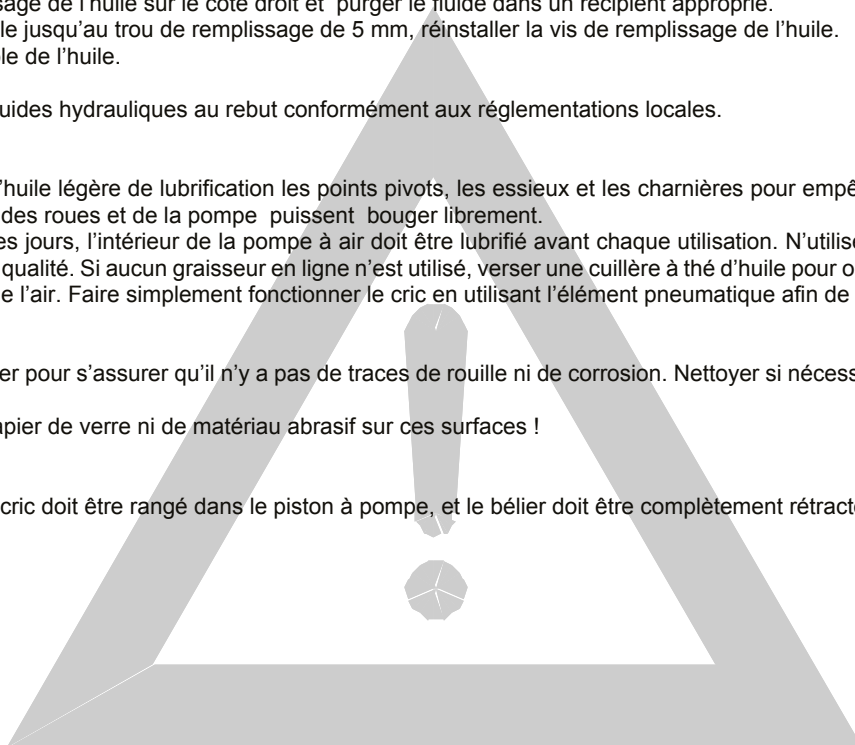 sage de l’huile sur le côté droit et purger le fluide dans un récipient approprié.
le jusqu’au trou de remplissage de 5 mm, réinstaller la vis de remplissage de l’huile.
le de l’huile.
uides hydrauliques au rebut conformément aux réglementations locales.
’huile légère de lubrification les points pivots, les essieux et les charnières pour empê
des roues et de la pompe puissent bouger librement.
es jours, l’intérieur de la pompe à air doit être lubrifié avant chaque utilisation. N’utilise
qualité. Si aucun graisseur en ligne n’est utilisé, verser une cuillère à thé d’huile pour o
e l’air. Faire simplement fonctionner le cric en utilisant l’élément pneumatique afin de
er pour s’assurer qu’il n’y a pas de traces de rouille ni de corrosion. Nettoyer si nécess
apier de verre ni de matériau abrasif sur ces surfaces !
cric doit être rangé dans le piston à pompe, et le bélier doit être complètement rétract